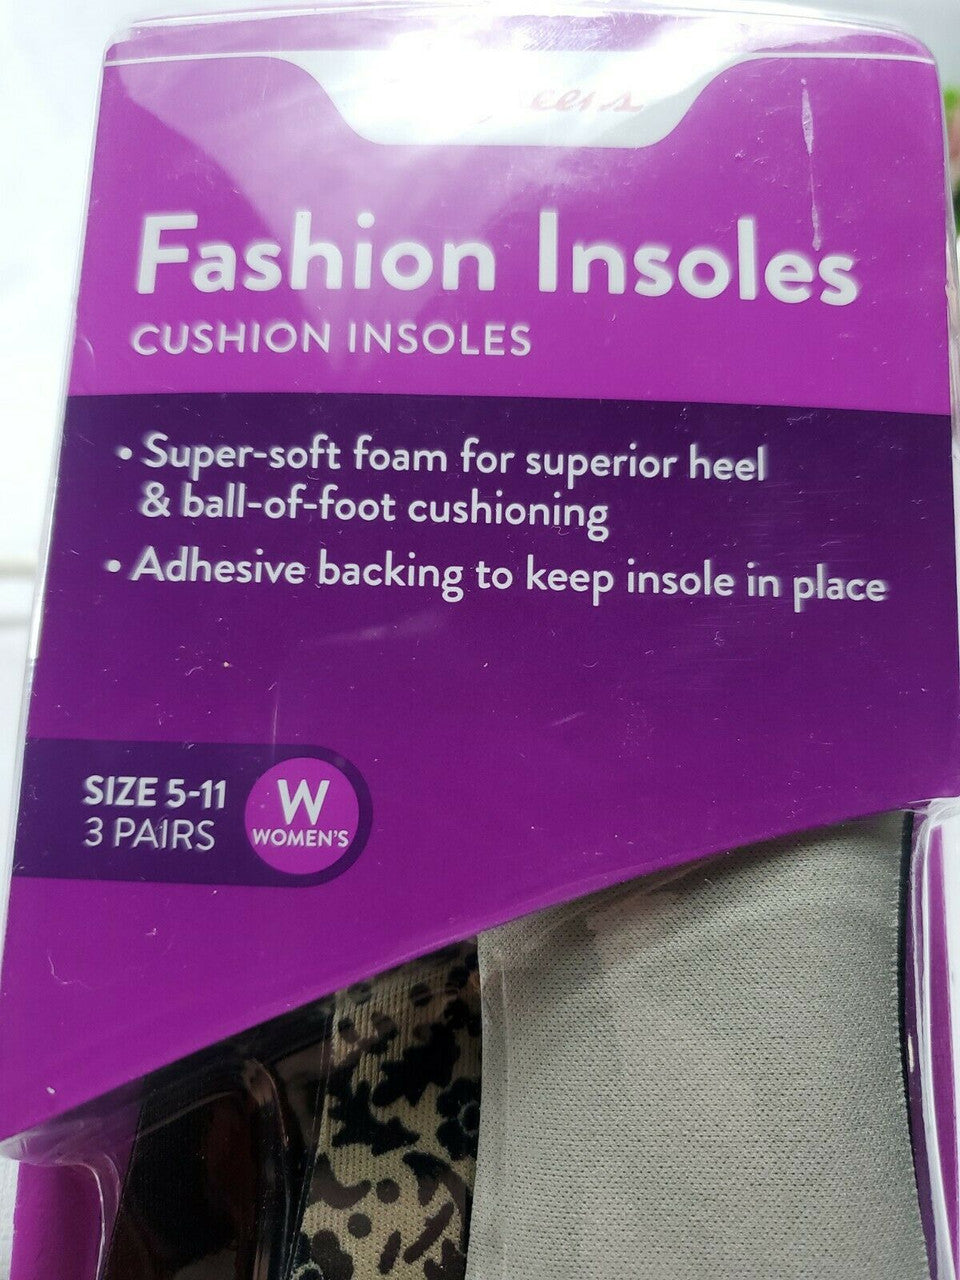 Fashion Insoles
CUSHION INSOLES
• Super-soft foam for superior heel
& ball-of-foot cushioning
• Adhesive backing to keep insole in place
SIZE 5-11
3 PAIRS
W
WOMEN'S